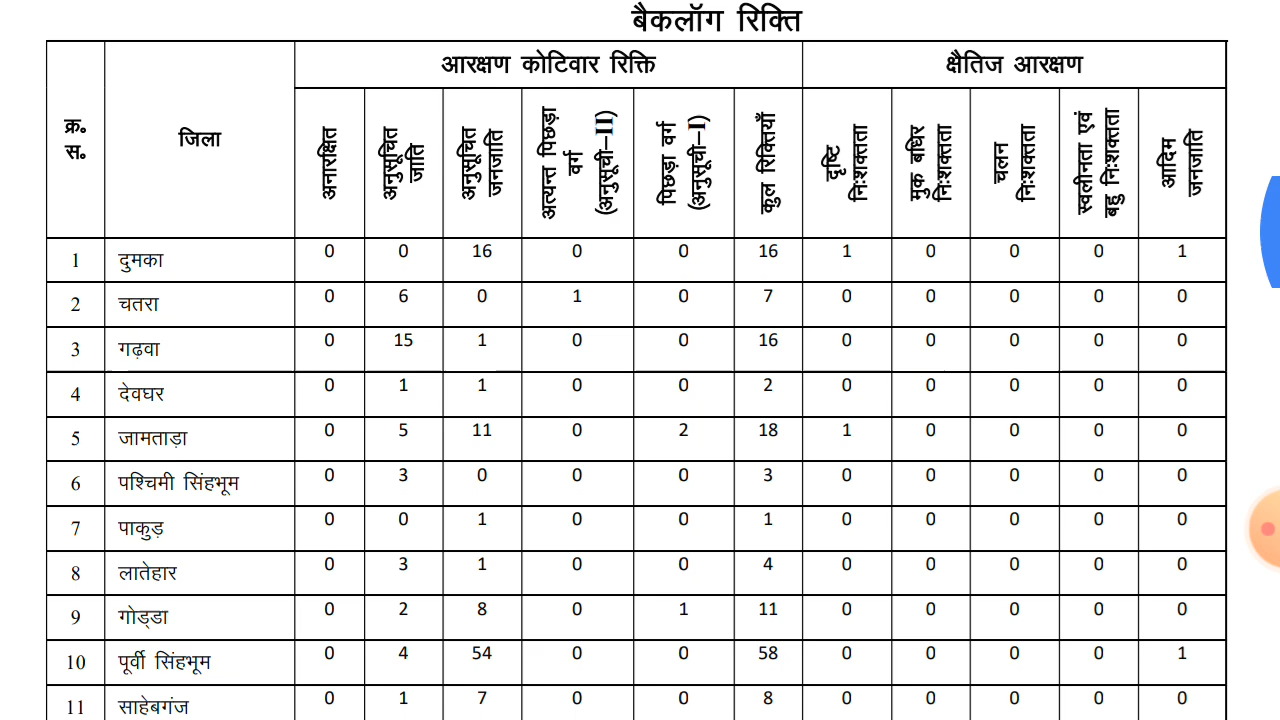 बैकलॉग रिक्ति
आरक्षण कोटिवार रिक्ति क्षैतिज आरक्षण
क्र॰ स॰ जिला अनारक्षित अनुसूचित जाति अनुसूचित जनजाति अत्यन्त पिछड़ा वर्ग (अनुसूची–II) पिछड़ा वर्ग (अनुसूची–I) कुल रिक्तियाँ दृष्टि निःशक्तता मुक बधिर निःशक्तता चलन निःशक्तता स्वलीनता एवं बहु निःशक्तता आदिम जनजाति
1 दुमका 0 0 16 0 0 16 1 0 0 0 1
2 चतरा 0 6 0 1 0 7 0 0 0 0 0
3 गढ़वा 0 15 1 0 0 16 0 0 0 0 0
4 देवघर 0 1 1 0 0 2 0 0 0 0 0
5 जामताड़ा 0 5 11 0 2 18 1 0 0 0 0
6 पश्चिमी सिंहभूम 0 3 0 0 0 3 0 0 0 0 0
7 पाकुड़ 0 0 1 0 0 1 0 0 0 0 0
8 लातेहार 0 3 1 0 0 4 0 0 0 0 0
9 गोड्डा 0 2 8 0 1 11 0 0 0 0 0
10 पूर्वी सिंहभूम 0 4 54 0 0 58 0 0 0 0 1
11 साहेबगंज 0 1 7 0 0 8 0 0 0 0 0